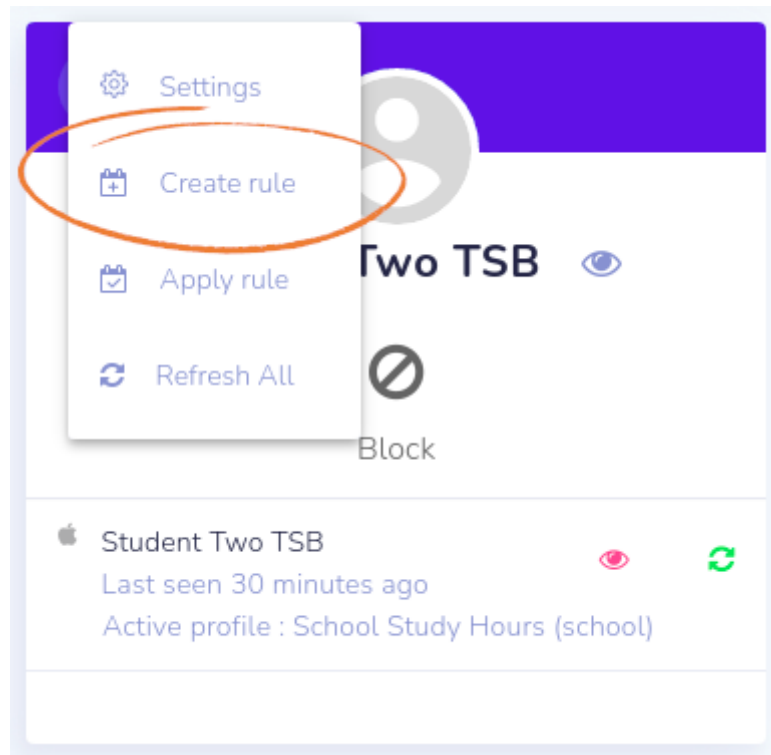 Settings
Create rule
Apply rule
Refresh All
Two TSB
Block
Student Two TSB
Last seen 30 minutes ago
Active profile : School Study Hours (school)